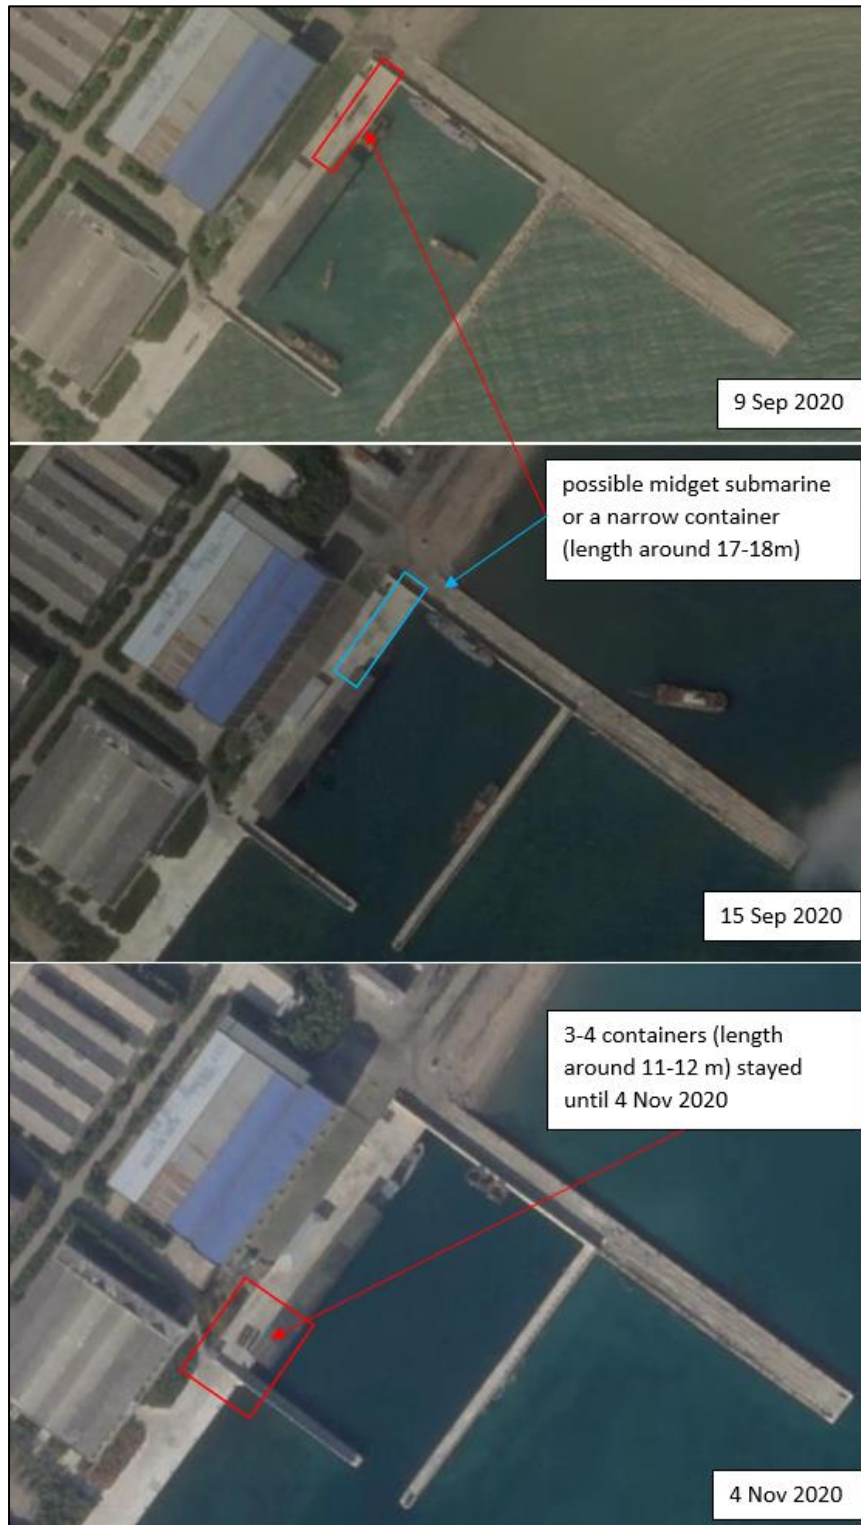 9 Sep 2020
possible midget submarine
or a narrow container
(length around 17-18m)
15 Sep 2020
3-4 containers (length
around 11-12 m) stayed
until 4 Nov 2020
4 Nov 2020